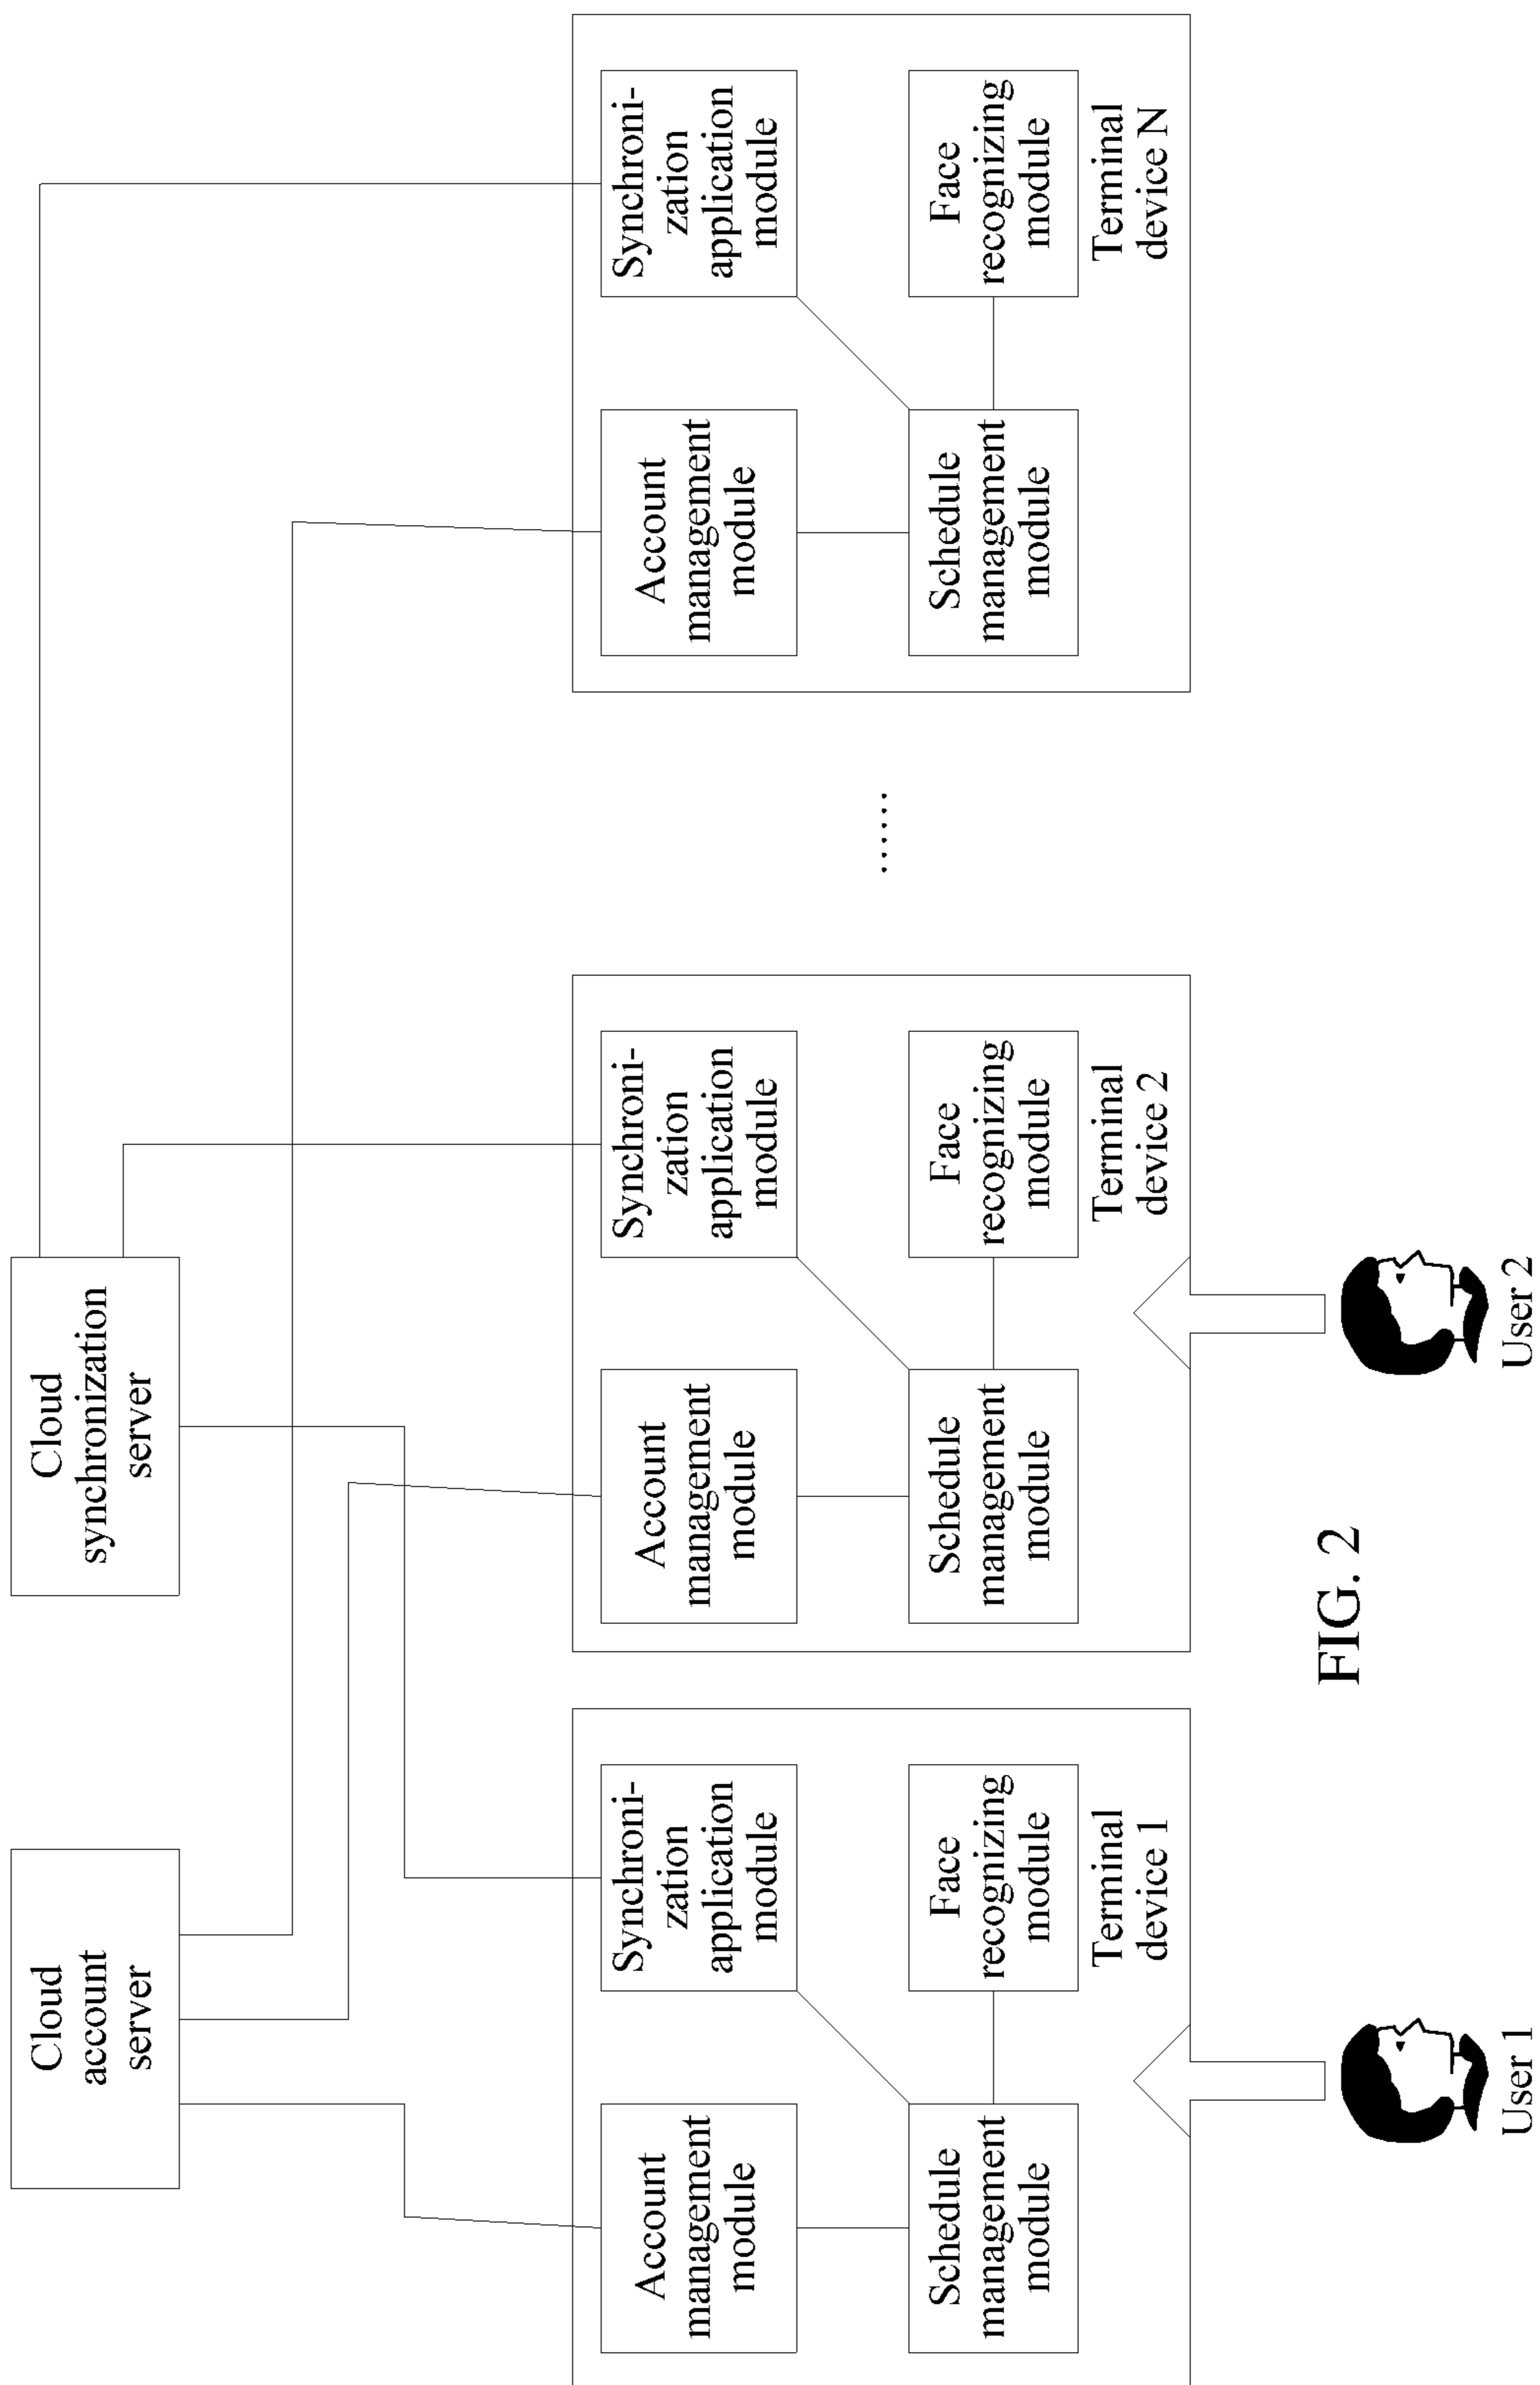 Cloud
account
server
Cloud
synchronization
server
Account
management
module
Synchroni-
zation
application
module
Schedule
management
module
Face
recognizing
module
Terminal
device 1
Account
management
module
Synchroni-
zation
application
module
Schedule
management
module
Face
recognizing
module
Terminal
device 2
......
Account
management
module
Synchroni-
zation
application
module
Schedule
management
module
Face
recognizing
module
Terminal
device N
User 1
User 2
FIG. 2